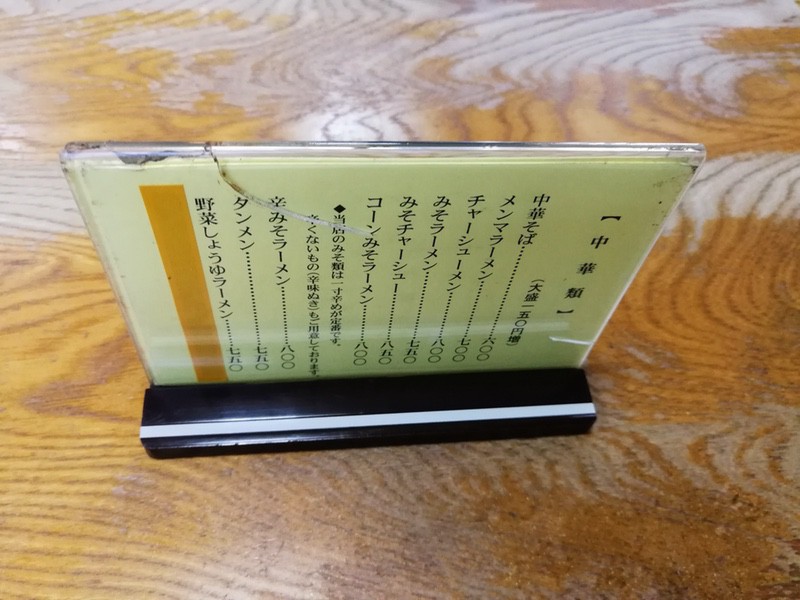 【中華類】
(大盛一五〇円増)
中華そば……六〇〇
メンマラーメン……七〇〇
チャーシューメン……八〇〇
みそラーメン……七五〇
みそチャーシュー……八五〇
コーンみそラーメン……八〇〇
◆当店のみそ類は一寸辛めが定番です。
辛くないもの(辛味ぬき)もご用意しております。
辛みそラーメン……八〇〇
タンメン……七五〇
野菜しょうゆラーメン……七五〇